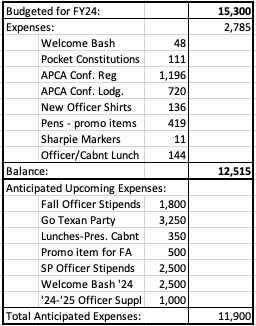 Budgeted for FY24: 15,300
Expenses: 2,785
Welcome Bash 48
Pocket Constitutions 111
APCA Conf. Reg 1,196
APCA Conf. Lodg. 720
New Officer Shirts 136
Pens - promo items 419
Sharpie Markers 11
Officer/Cabnt Lunch 144
Balance: 12,515
Anticipated Upcoming Expenses:
Fall Officer Stipends 1,800
Go Texan Party 3,250
Lunches-Pres. Cabnt 350
Promo item for FA 500
SP Officer Stipends 2,500
Welcome Bash '24 2,500
'24-'25 Officer Suppl 1,000
Total Anticipated Expenses: 11,900